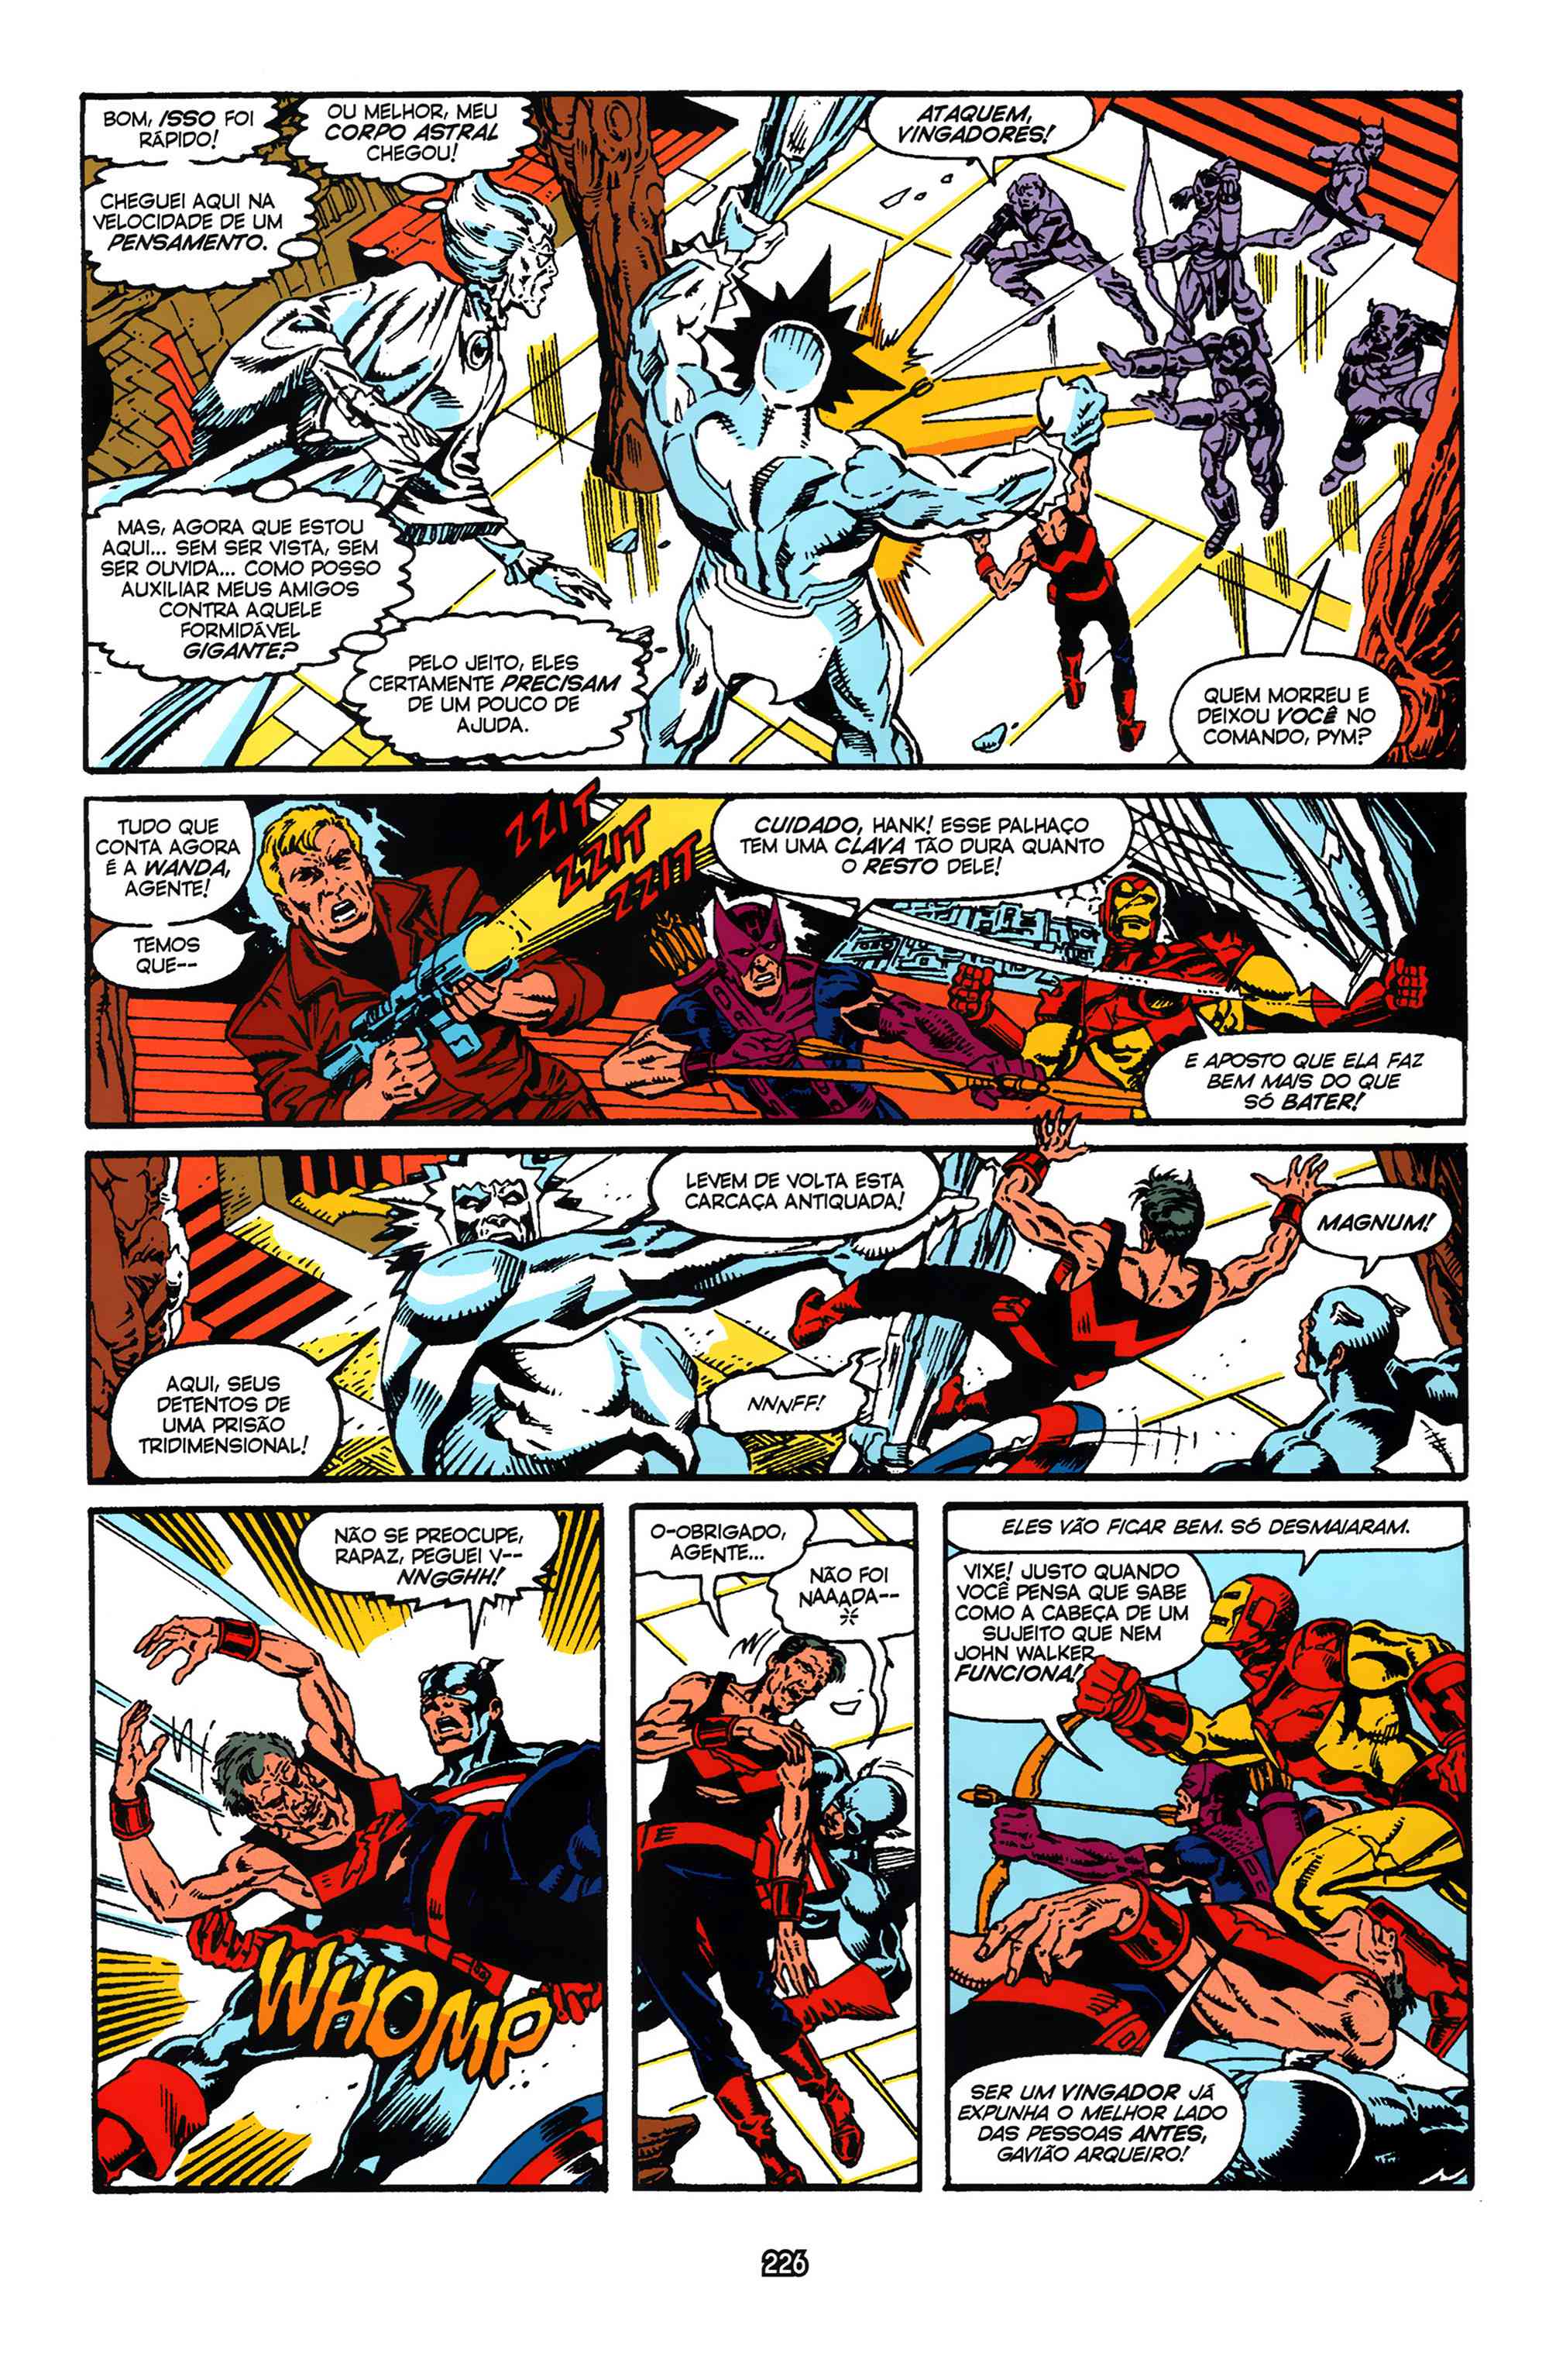 BOM, ISSO FOI
RÁPIDO!
OU MELHOR, MEU
CORPO ASTRAL
CHEGOU!
CHEGUEI AQUI NA
VELOCIDADE DE UM
PENSAMENTO.
MAS, AGORA QUE ESTOU
AQUI... SEM SER VISTA, SEM
SER OUVIDA... COMO POSSO
AUXILIAR MEUS AMIGOS
CONTRA AQUELE
FORMIDÁVEL
GIGANTE?
PELO JEITO, ELES
CERTAMENTE PRECISAM
DE UM POUCO DE
AJUDA.
ATAQUEM,
VINGADORES!
QUEM MORREU E
DEIXOU VOCÊ NO
COMANDO, PYM?
TUDO QUE
CONTA AGORA
É A WANDA,
AGENTE!
TEMOS
QUE--
ZZIT
ZZIT
ZZIT
CUIDADO, HANK! ESSE PALHAÇO
TEM UMA CLAVA TÃO DURA QUANTO
O RESTO DELE!
E APOSTO QUE ELA FAZ
BEM MAIS DO QUE
SÓ BATER!
LEVEM DE VOLTA ESTA
CARCAÇA ANTIQUADA!
AQUI, SEUS
DETENTOS DE
UMA PRISÃO
TRIDIMENSIONAL!
NNNFF!
MAGNUM!
NÃO SE PREOCUPE,
RAPAZ, PEGUEI V--
NNGGHH!
WHOMP
O-OBRIGADO,
AGENTE...
NÃO FOI
NAAADA--
ELES VÃO FICAR BEM. SÓ DESMAIARAM.
VIXE! JUSTO QUANDO
VOCÊ PENSA QUE SABE
COMO A CABEÇA DE UM
SUJEITO QUE NEM
JOHN WALKER
FUNCIONA!
SER UM VINGADOR JÁ
EXPUNHA O MELHOR LADO
DAS PESSOAS ANTES,
GAVIÃO ARQUEIRO!
226